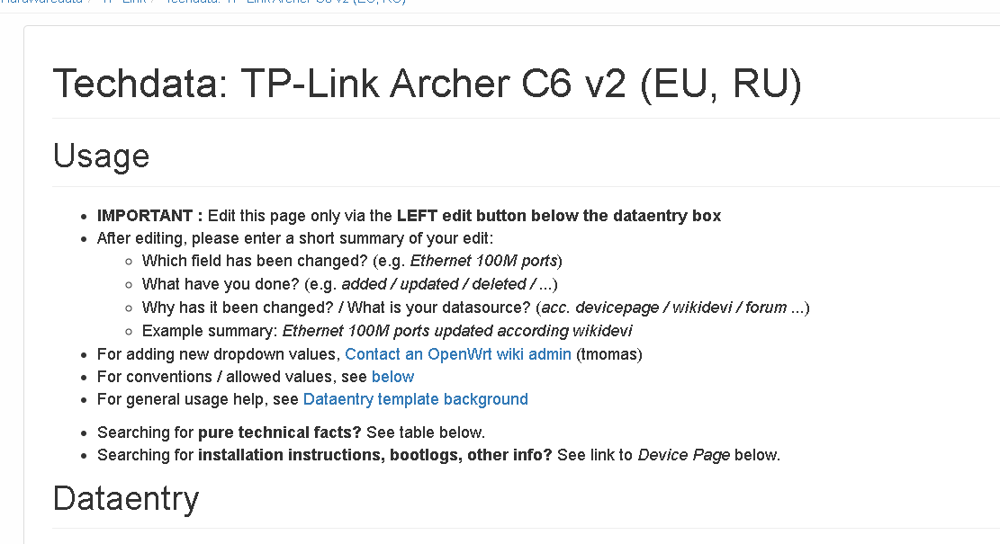 Hardwaredata / TP-Link / Techdata: TP-Link Archer C6 v2 (EU, RU)
Techdata: TP-Link Archer C6 v2 (EU, RU)
Usage
IMPORTANT : Edit this page only via the LEFT edit button below the dataentry box
After editing, please enter a short summary of your edit:
Which field has been changed? (e.g. Ethernet 100M ports)
What have you done? (e.g. added / updated / deleted / ...)
Why has it been changed? / What is your datasource? (acc. devicepage / wikidevi / forum ...)
Example summary: Ethernet 100M ports updated according wikidevi
For adding new dropdown values, Contact an OpenWrt wiki admin (tmomas)
For conventions / allowed values, see below
For general usage help, see Dataentry template background
Searching for pure technical facts? See table below.
Searching for installation instructions, bootlogs, other info? See link to Device Page below.
Dataentry